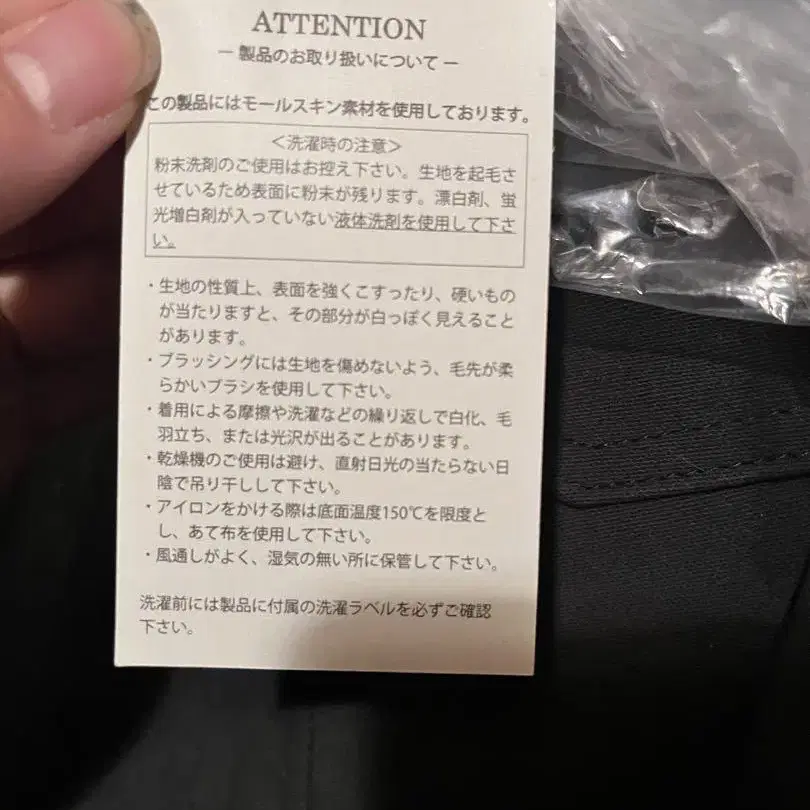 ATTENTION
― 製品のお取り扱いについて ―
この製品にはモールスキン素材を使用しております。
＜洗濯時の注意＞
粉末洗剤のご使用はお控え下さい。生地を起毛さ
せているため表面に粉末が残ります。漂白剤、蛍
光増白剤が入っていない液体洗剤を使用して下さ
い。
・生地の性質上、表面を強くこすったり、硬いもの
が当たりますと、その部分が白っぽく見えること
があります。
・ブラッシングには生地を傷めないよう、毛先が柔
らかいブラシを使用して下さい。
・着用による摩擦や洗濯などの繰り返しで白化、毛
羽立ち、または光沢が出ることがあります。
・乾燥機のご使用は避け、直射日光の当たらない日
陰で吊り干しして下さい。
・アイロンをかける際は底面温度150℃を限度と
し、あて布を使用して下さい。
・風通しがよく、湿気の無い所に保管して下さい。
洗濯前には製品に付属の洗濯ラベルを必ずご確認
下さい。